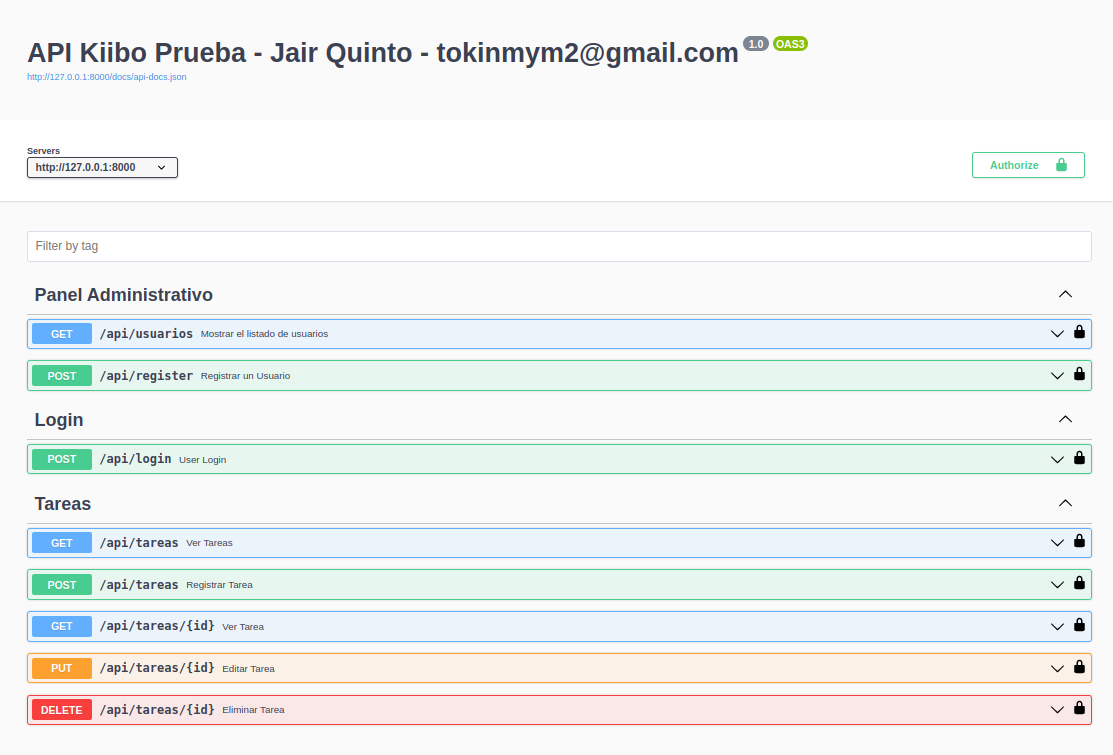 API Kiibo Prueba - Jair Quinto - tokinmym2@gmail.com 1.0 OAS3
http://127.0.0.1:8000/docs/api-docs.json
Servers
http://127.0.0.1:8000
Authorize
Filter by tag
Panel Administrativo
GET /api/usuarios Mostrar el listado de usuarios
POST /api/register Registrar un Usuario
Login
POST /api/login User Login
Tareas
GET /api/tareas Ver Tareas
POST /api/tareas Registrar Tarea
GET /api/tareas/{id} Ver Tarea
PUT /api/tareas/{id} Editar Tarea
DELETE /api/tareas/{id} Eliminar Tarea